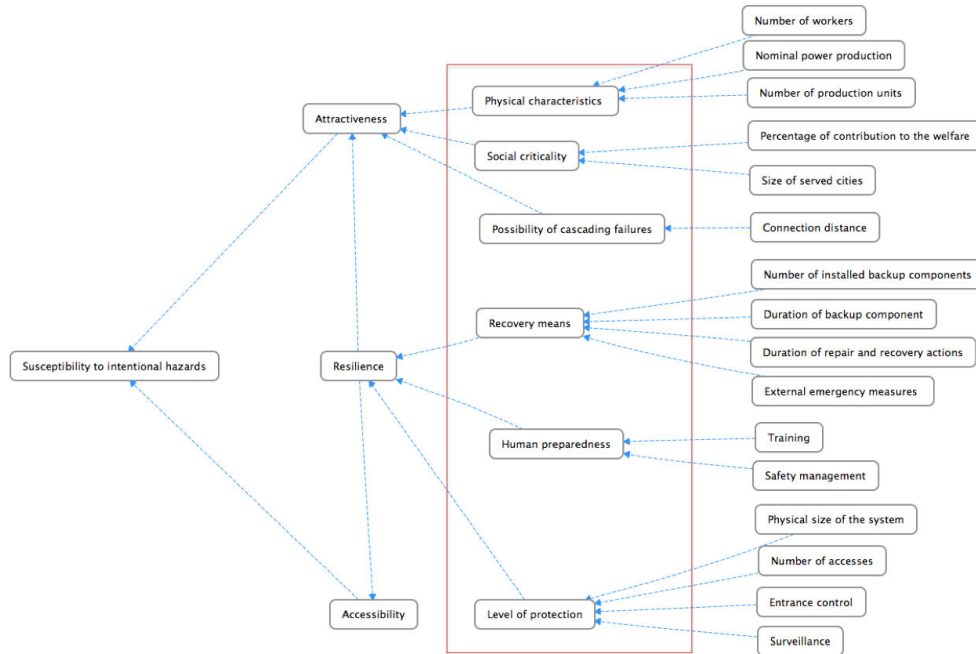 Number of workers
Nominal power production
Physical characteristics
Number of production units
Attractiveness
Percentage of contribution to the welfare
Social criticality
Size of served cities
Possibility of cascading failures
Connection distance
Number of installed backup components
Recovery means
Duration of backup component
Duration of repair and recovery actions
Susceptibility to intentional hazards
Resilience
External emergency measures
Human preparedness
Training
Safety management
Physical size of the system
Number of accesses
Accessibility
Level of protection
Entrance control
Surveillance